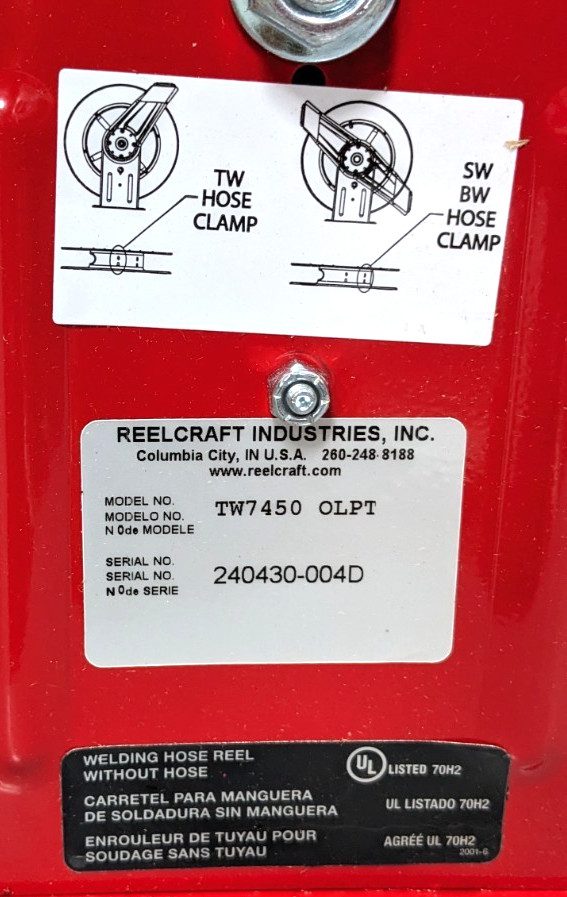 TW
HOSE
CLAMP
SW
BW
HOSE
CLAMP
REELCRAFT INDUSTRIES, INC.
Columbia City, IN U.S.A. 260-248-8188
www.reelcraft.com
MODEL NO.
MODELO NO.
N 0de MODELE
TW7450 OLPT
SERIAL NO.
SERIAL NO.
N 0de SERIE
240430-004D
WELDING HOSE REEL
WITHOUT HOSE
UL LISTED 70H2
CARRETEL PARA MANGUERA
DE SOLDADURA SIN MANGUERA
UL LISTADO 70H2
ENROULEUR DE TUYAU POUR
SOUDAGE SANS TUYAU
AGRÉÉ UL 70H2
2001-6